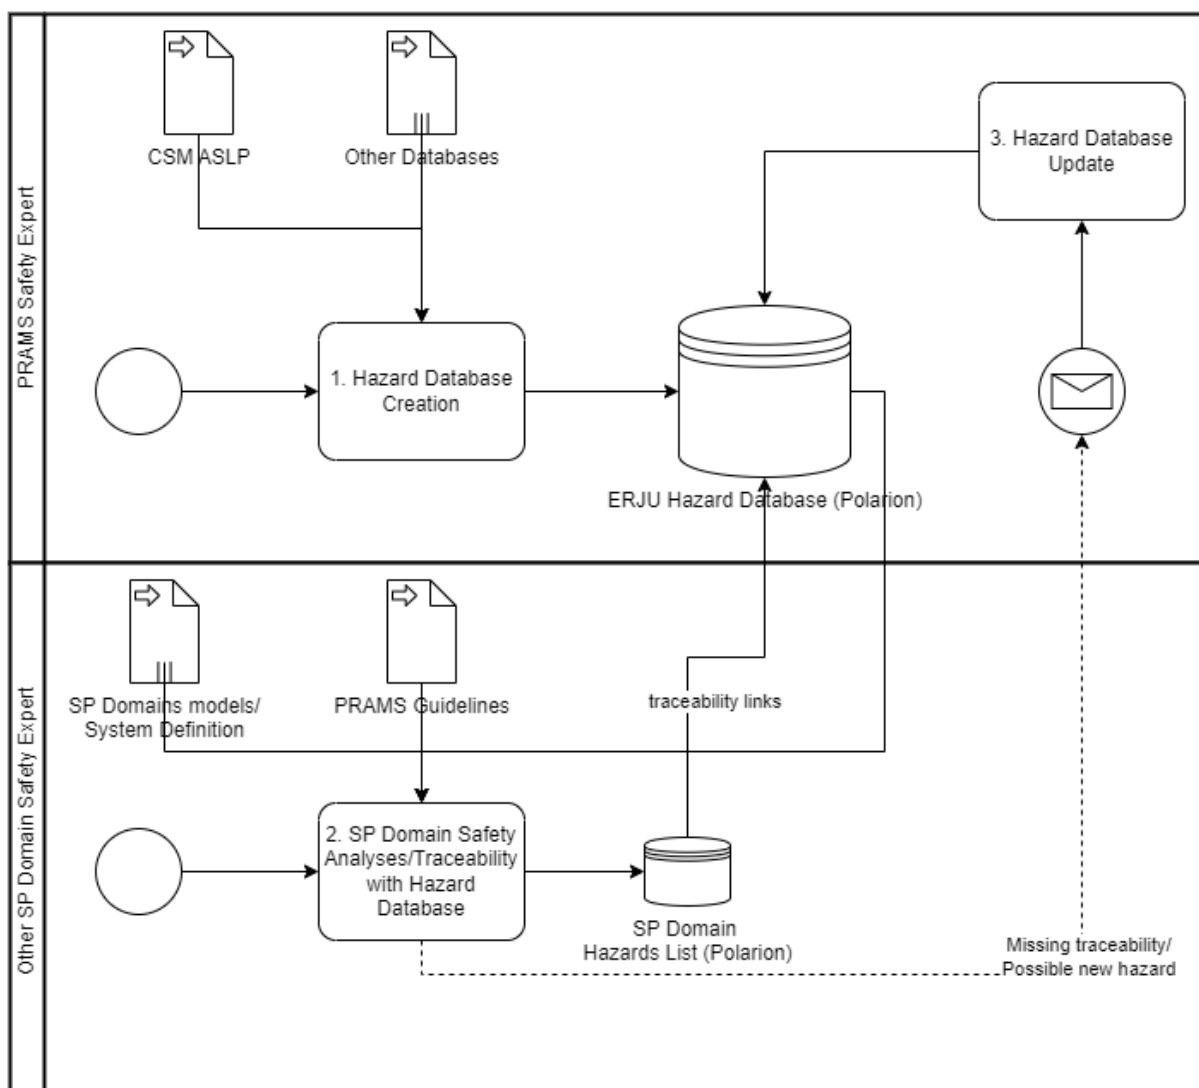 PRAMS Safety Expert
CSM ASLP
Other Databases
3. Hazard Database
Update
1. Hazard Database
Creation
ERJU Hazard Database (Polarion)
Other SP Domain Safety Expert
SP Domains models/
System Definition
PRAMS Guidelines
traceability links
2. SP Domain Safety
Analyses/Traceability
with Hazard
Database
SP Domain
Hazards List (Polarion)
Missing traceability/
Possible new hazard